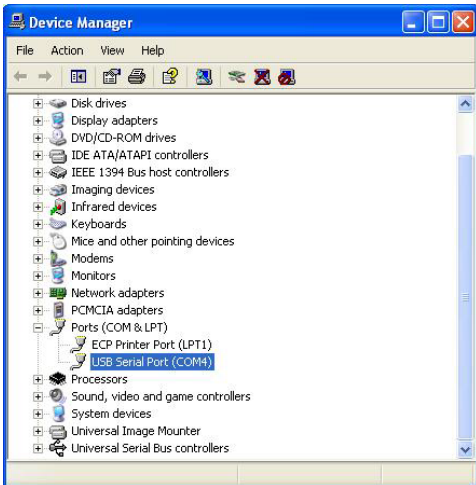 Device Manager
File Action View Help
Disk drives
Display adapters
DVD/CD-ROM drives
IDE ATA/ATAPI controllers
IEEE 1394 Bus host controllers
Imaging devices
Infrared devices
Keyboards
Mice and other pointing devices
Modems
Monitors
Network adapters
PCMCIA adapters
Ports (COM & LPT)
ECP Printer Port (LPT1)
USB Serial Port (COM4)
Processors
Sound, video and game controllers
System devices
Universal Image Mounter
Universal Serial Bus controllers